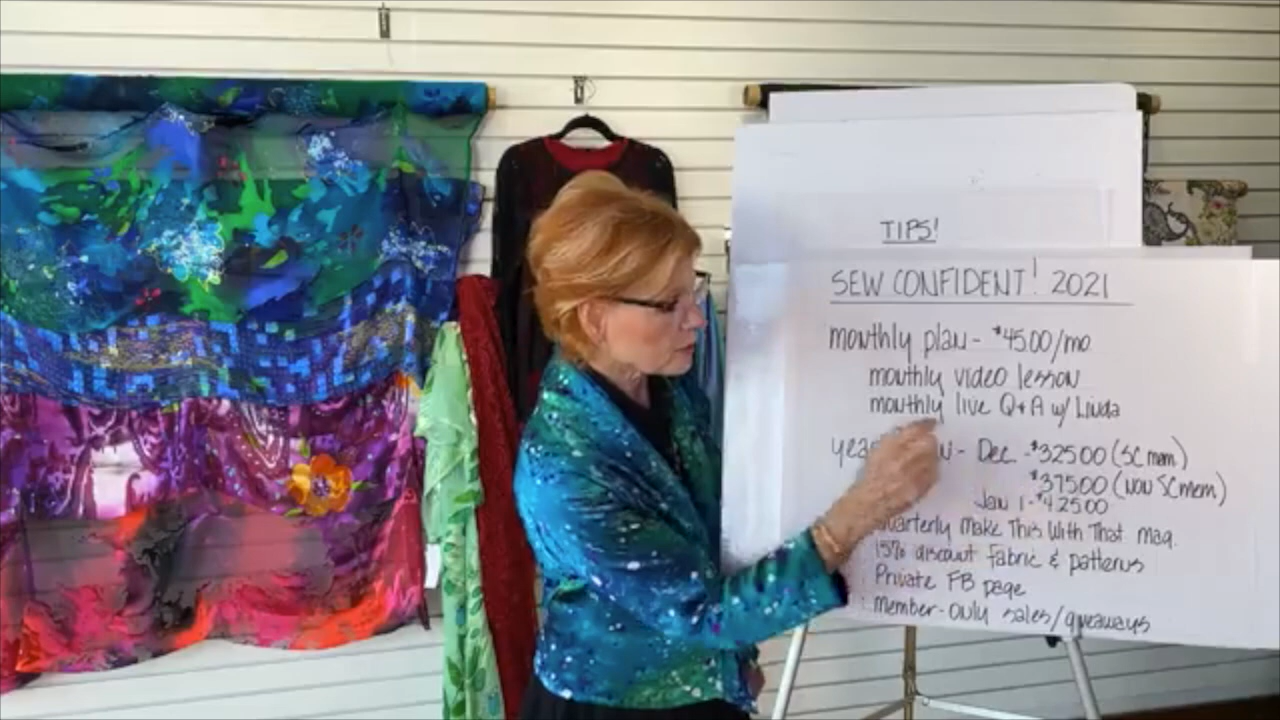 TIPS!
SEW CONFIDENT! 2021
monthly plan - $45.00/mo
monthly video lesson
monthly live Q+A w/ Linda
- Dec - $325.00 (SC mem)
$375.00 (NON SC mem)
Jan 1 - $425.00
Quarterly Make This With That mag.
15% discount fabric & patterns
Private FB page
Member-only sales/giveaways